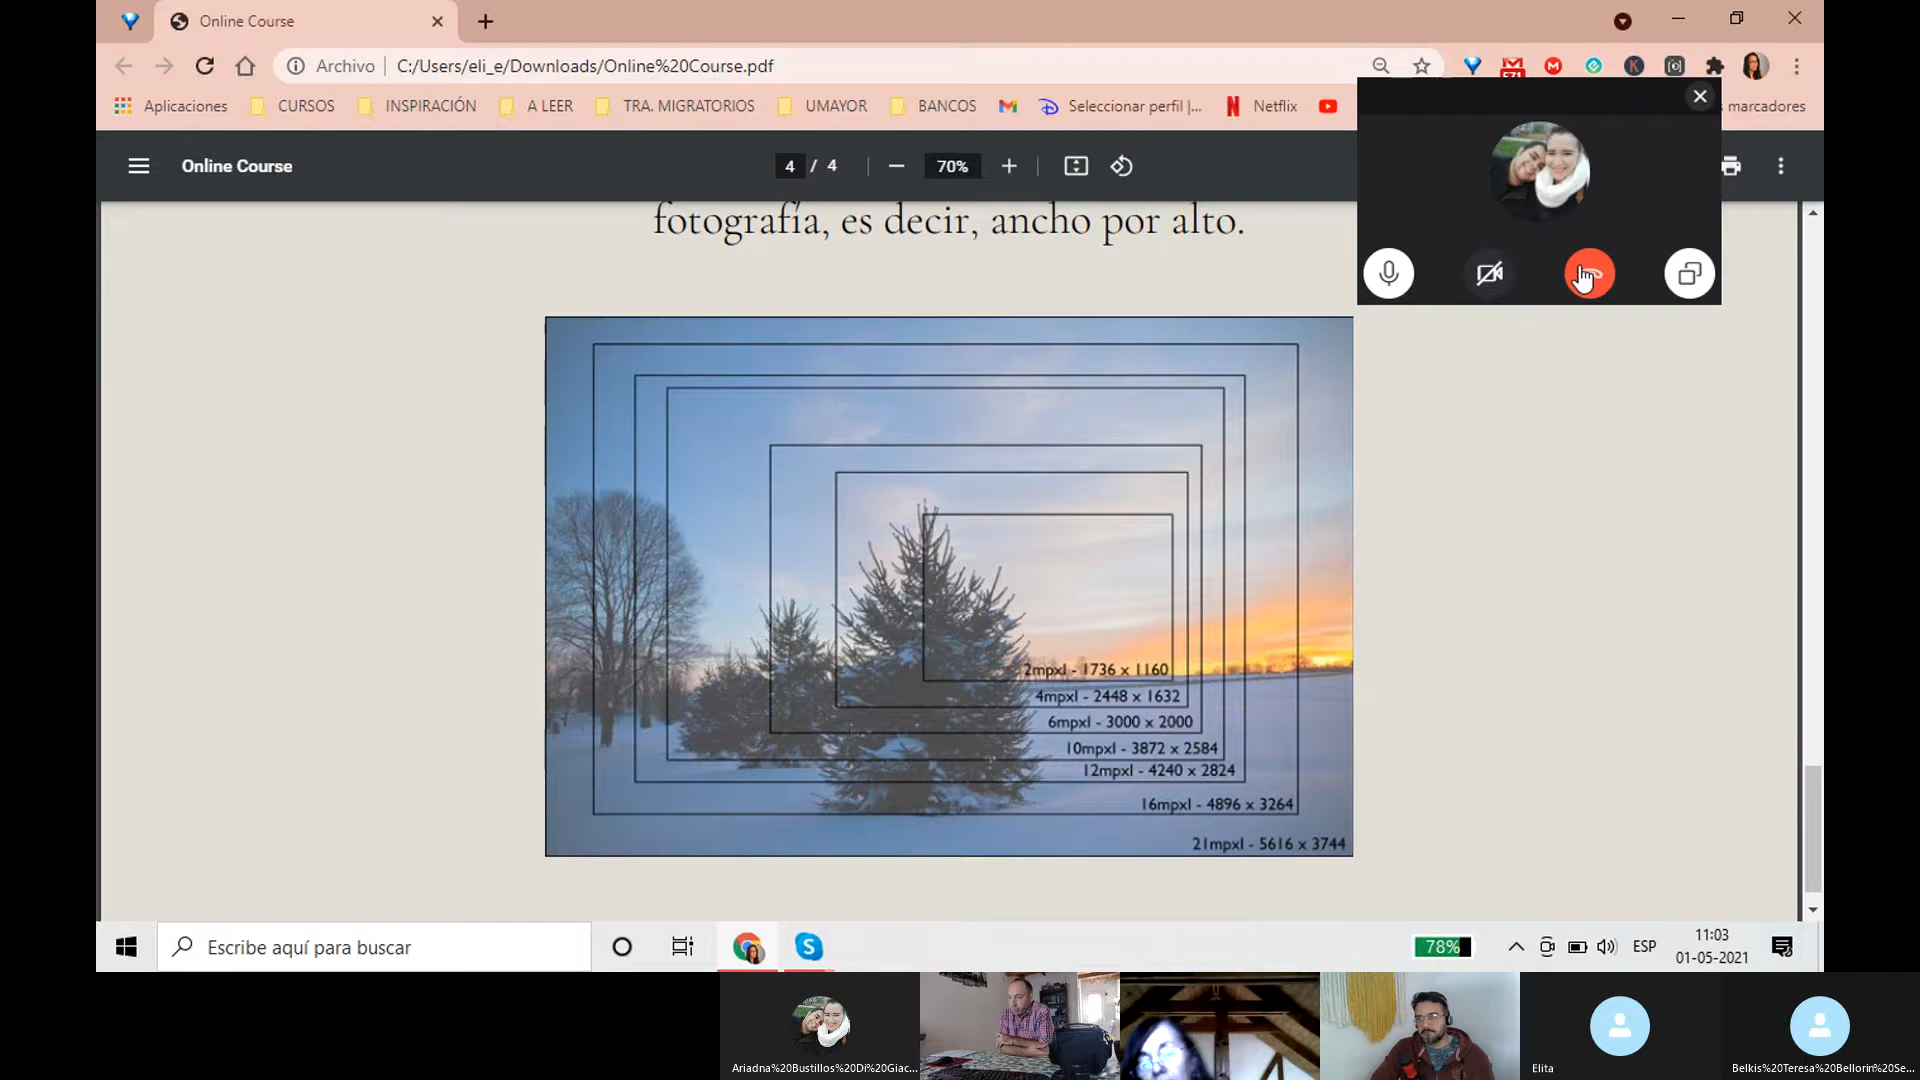 Online Course
Archivo C:/Users/eli_e/Downloads/Online%20Course.pdf
571
Aplicaciones CURSOS INSPIRACIÓN A LEER TRA. MIGRATORIOS UMAYOR BANCOS Seleccionar perfil |... Netflix marcadores
Online Course 4 / 4 70%
fotografía, es decir, ancho por alto.
2mpxl - 1736 x 1160
4mpxl - 2448 x 1632
6mpxl - 3000 x 2000
10mpxl - 3872 x 2584
12mpxl - 4240 x 2824
16mpxl - 4896 x 3264
21mpxl - 5616 x 3744
Escribe aquí para buscar
78% ESP 11:03
01-05-2021
Ariadna%20Bustillos%20Di%20Giac... Elita Belkis%20Teresa%20Bellorin%20Se...